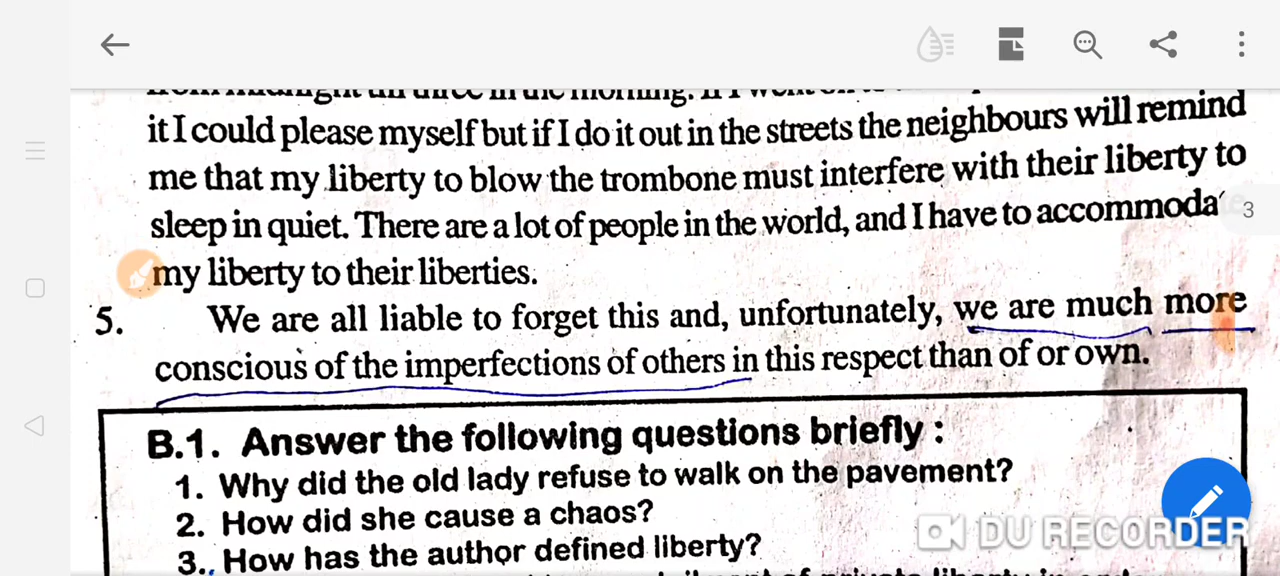 it I could please myself but if I do it out in the streets the neighbours will remind
me that my liberty to blow the trombone must interfere with their liberty to
sleep in quiet. There are a lot of people in the world, and I have to accommoda
3
my liberty to their liberties.
5. We are all liable to forget this and, unfortunately, we are much more
conscious of the imperfections of others in this respect than of or own.
B.1. Answer the following questions briefly :
1. Why did the old lady refuse to walk on the pavement?
2. How did she cause a chaos?
3. How has the author defined liberty?
DU RECORDER